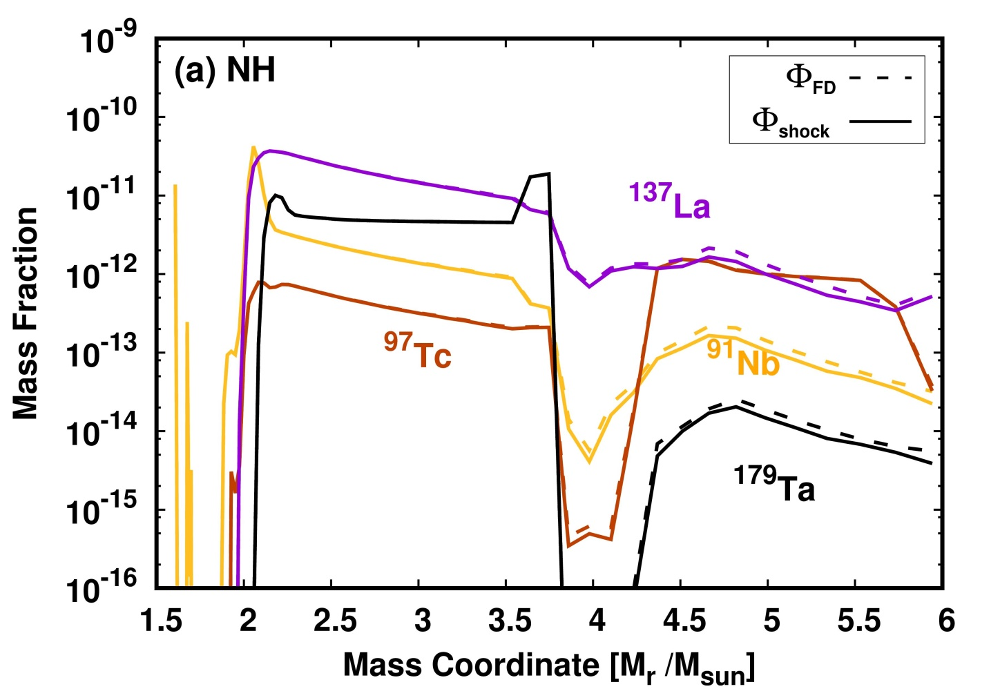 (a) NH
Φ_FD
Φ_shock
10^-9
10^-10
10^-11
10^-12
10^-13
10^-14
10^-15
10^-16
Mass Fraction
^137La
^97Tc
^91Nb
^179Ta
1.5 2 2.5 3 3.5 4 4.5 5 5.5 6
Mass Coordinate [M_r /M_sun]